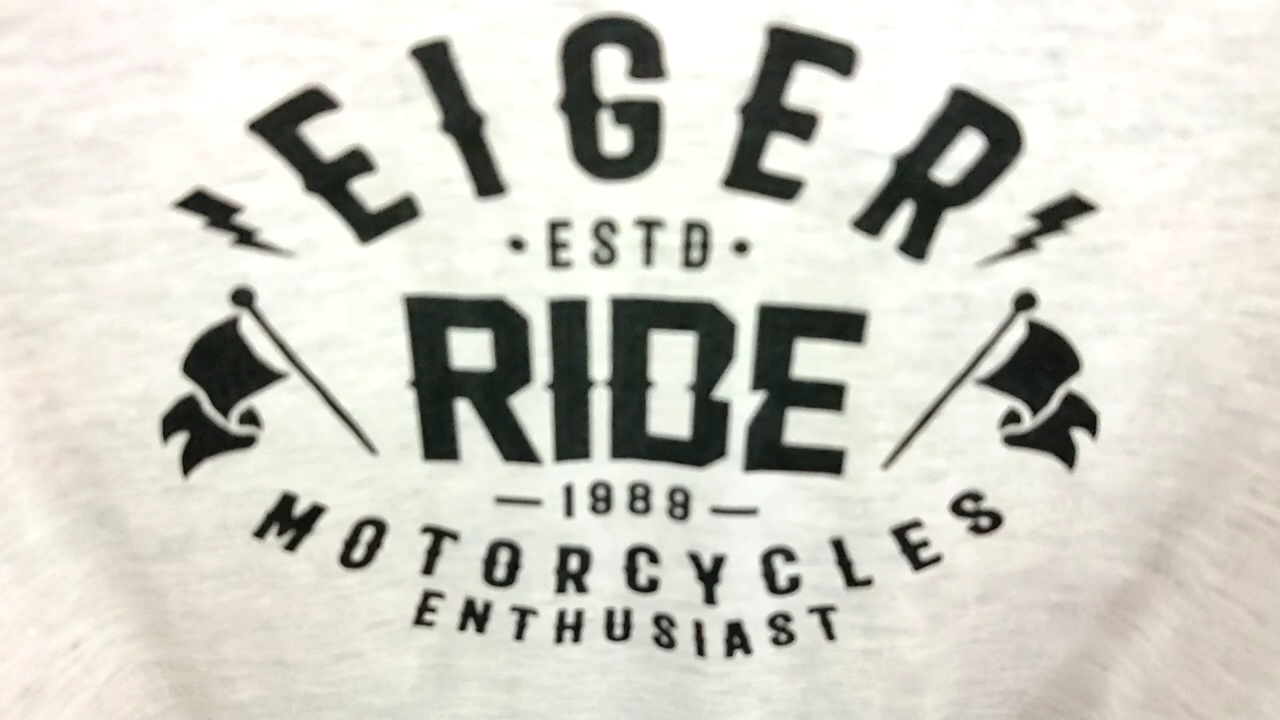 EIGER
·ESTD·
RIDE
—1989—
MOTORCYCLES
ENTHUSIAST